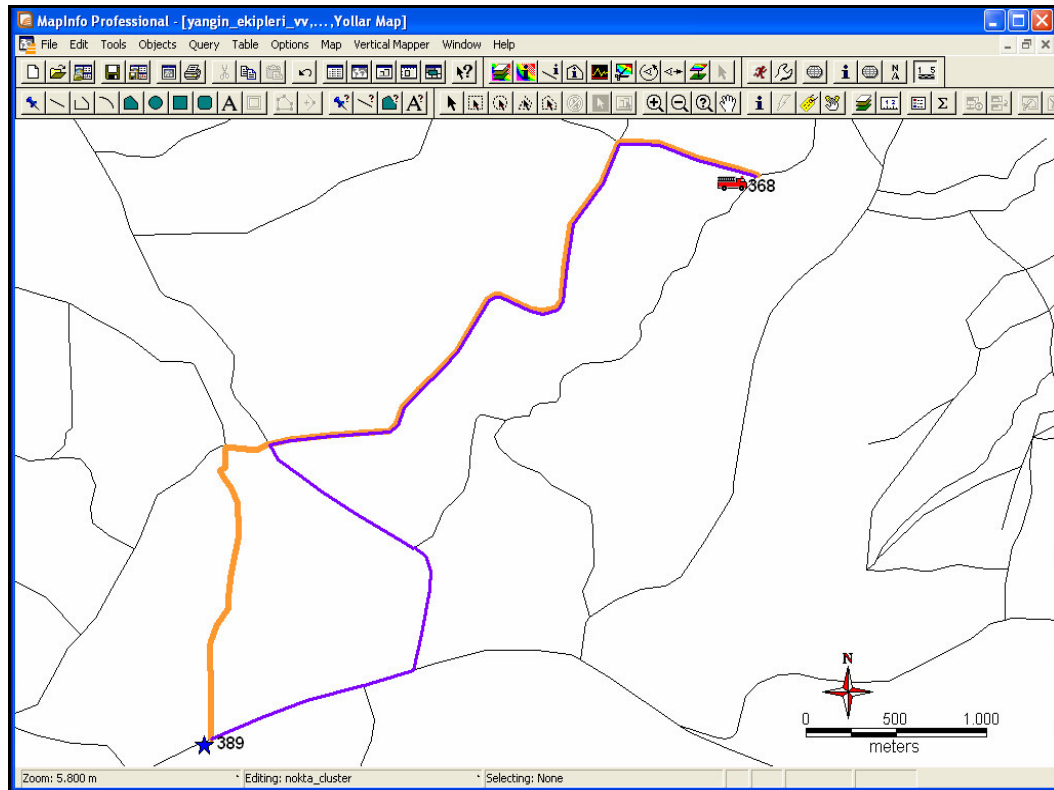 MapInfo Professional - [yangin_ekipleri_vv,...,Yollar Map]
File Edit Tools Objects Query Table Options Map Vertical Mapper Window Help
368
389
N
0 500 1.000
meters
Zoom: 5.800 m Editing: nokta_cluster Selecting: None